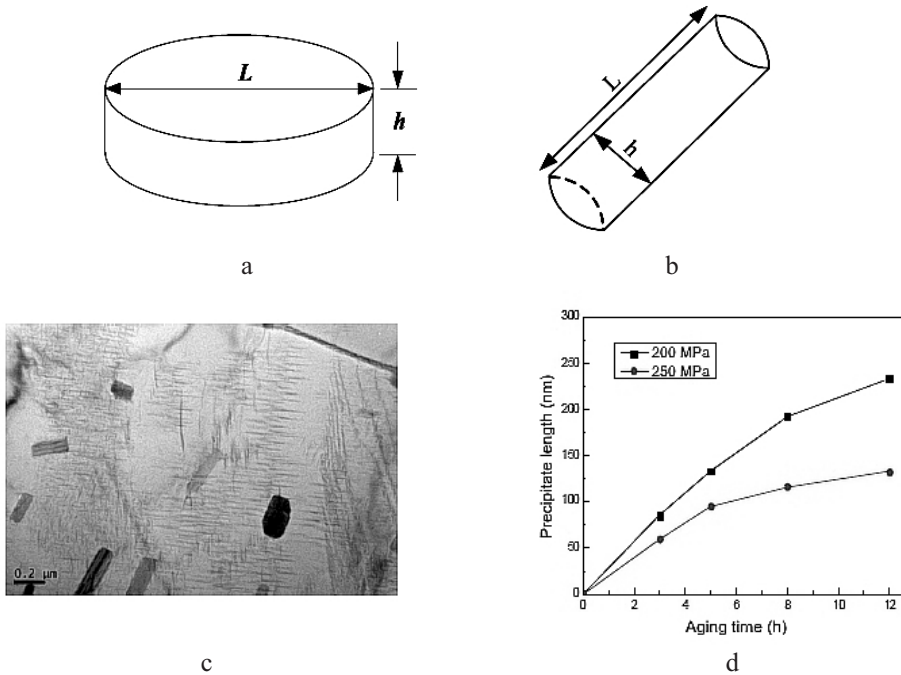 L
h
a
L
h
b
0.2 μm
c
300
250
200
150
100
50
0
Precipitate length (nm)
200 MPa
250 MPa
0 2 4 6 8 10 12
Aging time (h)
d